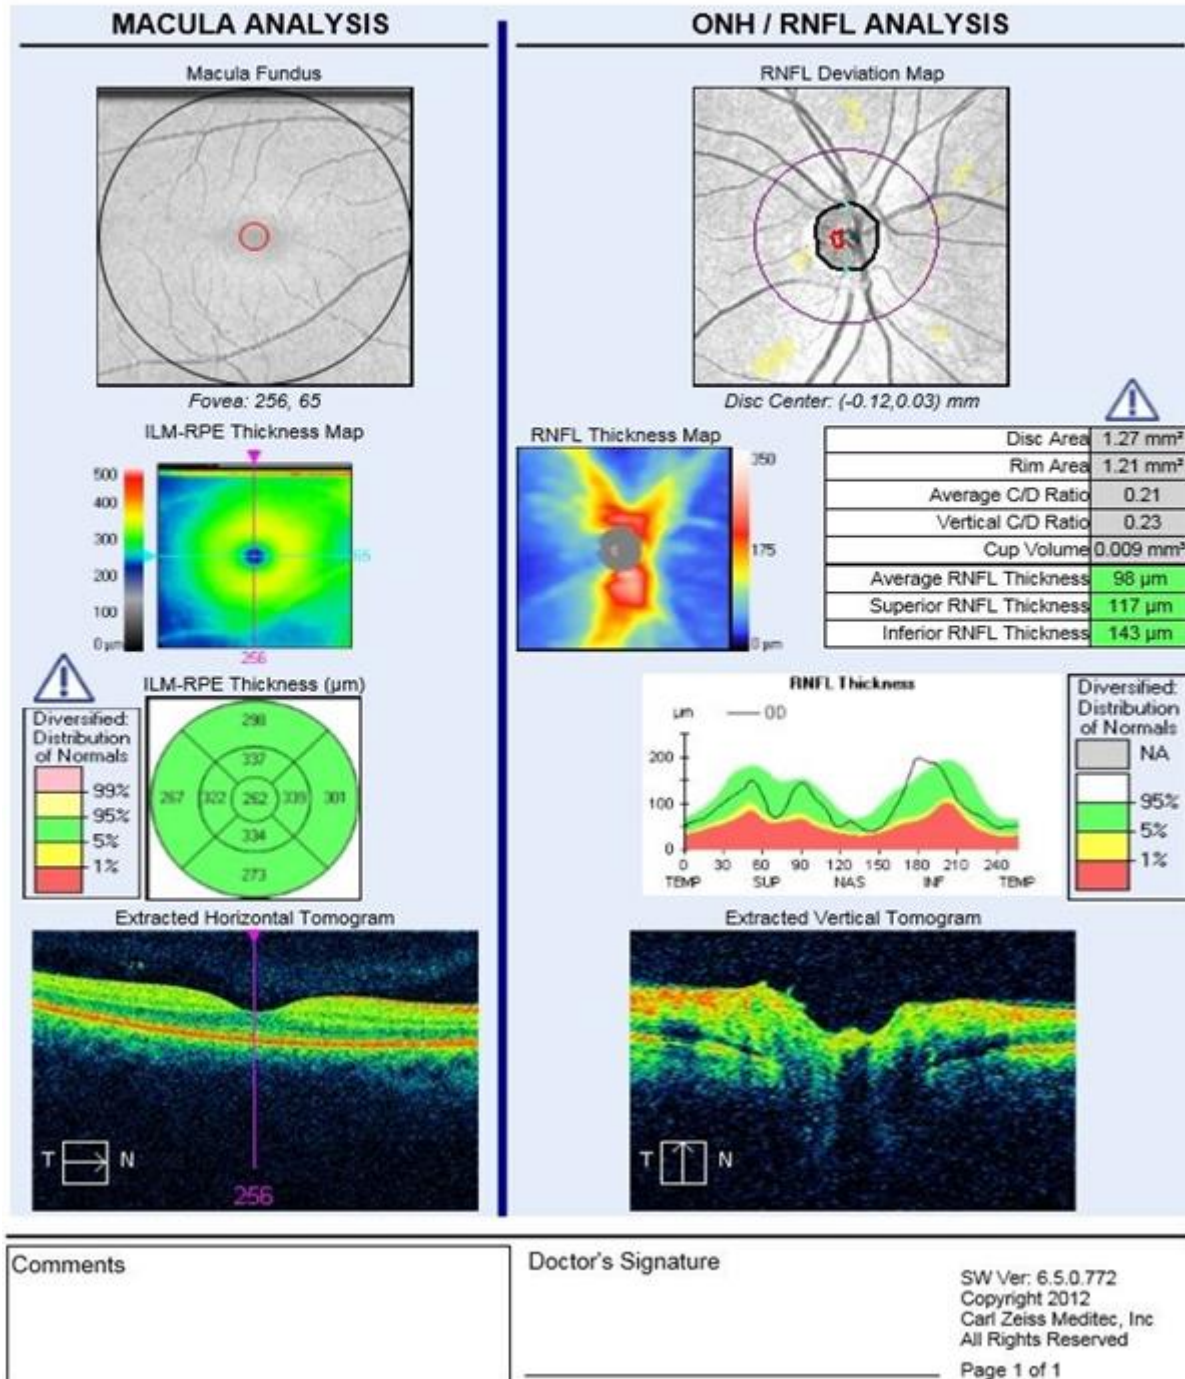 MACULA ANALYSIS
Macula Fundus
Fovea: 256, 65
ILM-RPE Thickness Map
500
400
300
200
100
0 µm
65
256
ILM-RPE Thickness (µm)
Diversified:
Distribution
of Normals
99%
95%
5%
1%
298
337
267 322 262 339 301
334
273
Extracted Horizontal Tomogram
T N
256
ONH / RNFL ANALYSIS
RNFL Deviation Map
Disc Center: (-0.12,0.03) mm
RNFL Thickness Map
350
175
0 µm
Disc Area 1.27 mm²
Rim Area 1.21 mm²
Average C/D Ratio 0.21
Vertical C/D Ratio 0.23
Cup Volume 0.009 mm³
Average RNFL Thickness 98 µm
Superior RNFL Thickness 117 µm
Inferior RNFL Thickness 143 µm
RNFL Thickness
µm OD
200
100
0
0 30 60 90 120 150 180 210 240
TEMP SUP NAS INF TEMP
Diversified:
Distribution
of Normals
NA
95%
5%
1%
Extracted Vertical Tomogram
T N
Comments
Doctor's Signature
SW Ver: 6.5.0.772
Copyright 2012
Carl Zeiss Meditec, Inc
All Rights Reserved
Page 1 of 1